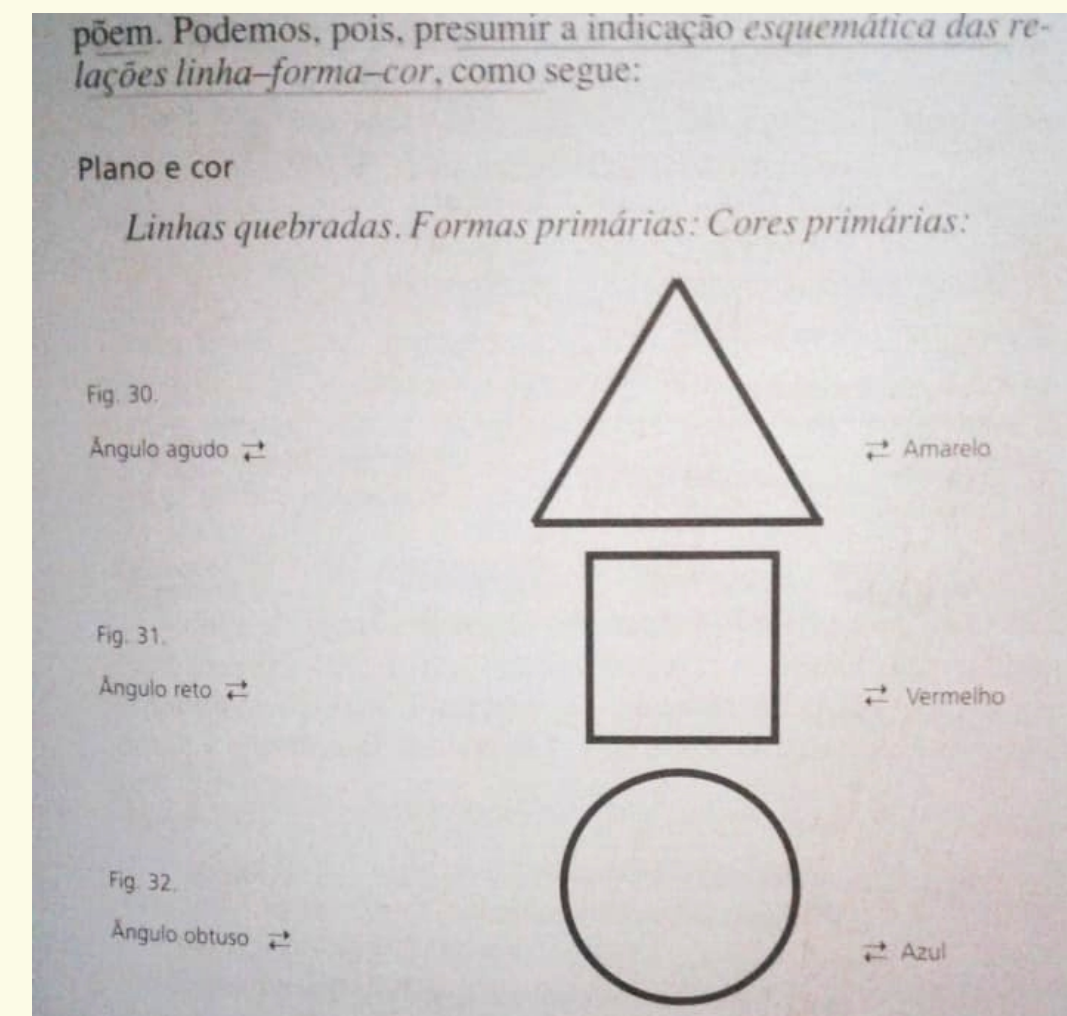 põem. Podemos, pois, presumir a indicação esquemática das re-
lações linha–forma–cor, como segue:
Plano e cor
Linhas quebradas. Formas primárias: Cores primárias:
Fig. 30.
Ângulo agudo ⇄ ⇄ Amarelo
Fig. 31.
Ângulo reto ⇄ ⇄ Vermelho
Fig. 32.
Ângulo obtuso ⇄ ⇄ Azul